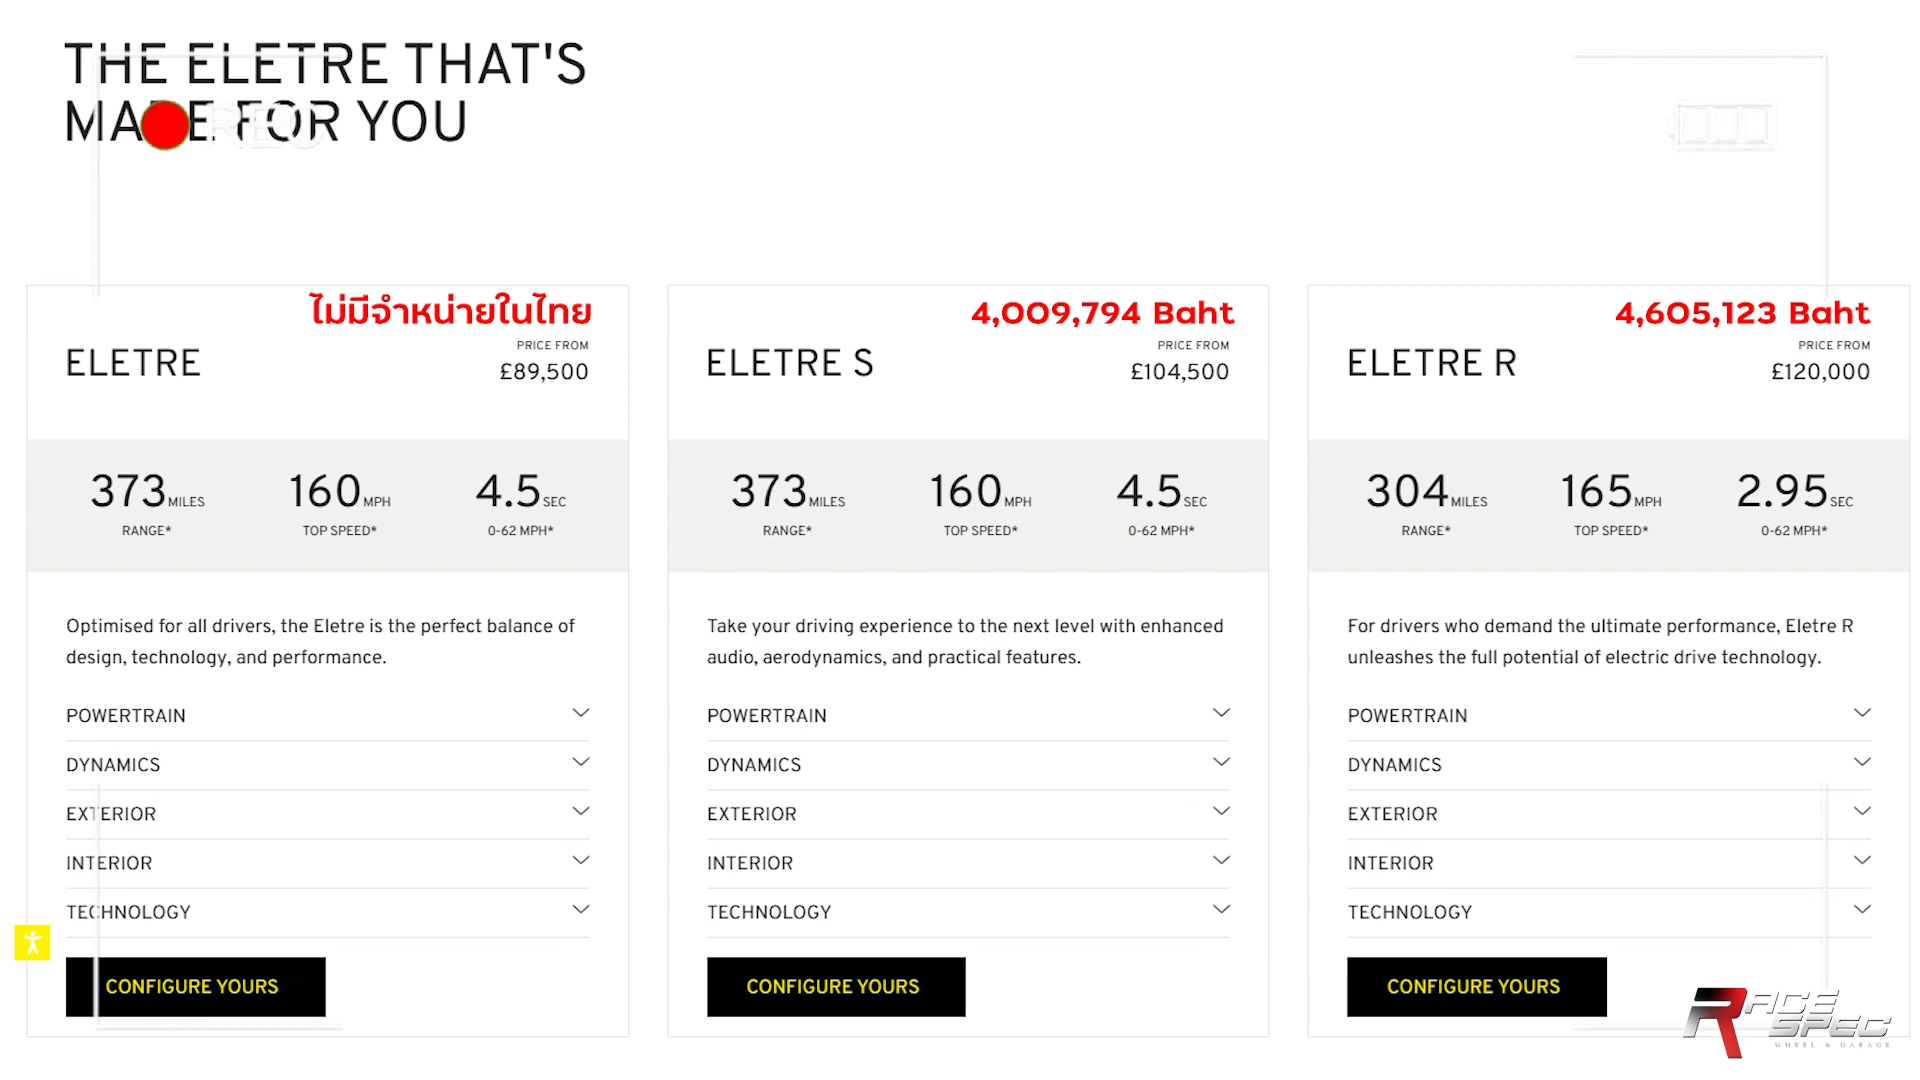 THE ELETRE THAT'S
MADE FOR YOU
REC
ไม่มีจำหน่ายในไทย
ELETRE
PRICE FROM
£89,500
373 MILES
RANGE*
160 MPH
TOP SPEED*
4.5 SEC
0-62 MPH*
Optimised for all drivers, the Eletre is the perfect balance of
design, technology, and performance.
POWERTRAIN
DYNAMICS
EXTERIOR
INTERIOR
TECHNOLOGY
CONFIGURE YOURS
4,009,794 Baht
ELETRE S
PRICE FROM
£104,500
373 MILES
RANGE*
160 MPH
TOP SPEED*
4.5 SEC
0-62 MPH*
Take your driving experience to the next level with enhanced
audio, aerodynamics, and practical features.
POWERTRAIN
DYNAMICS
EXTERIOR
INTERIOR
TECHNOLOGY
CONFIGURE YOURS
4,605,123 Baht
ELETRE R
PRICE FROM
£120,000
304 MILES
RANGE*
165 MPH
TOP SPEED*
2.95 SEC
0-62 MPH*
For drivers who demand the ultimate performance, Eletre R
unleashes the full potential of electric drive technology.
POWERTRAIN
DYNAMICS
EXTERIOR
INTERIOR
TECHNOLOGY
CONFIGURE YOURS
RACE
SPEC
WHEEL & GARAGE